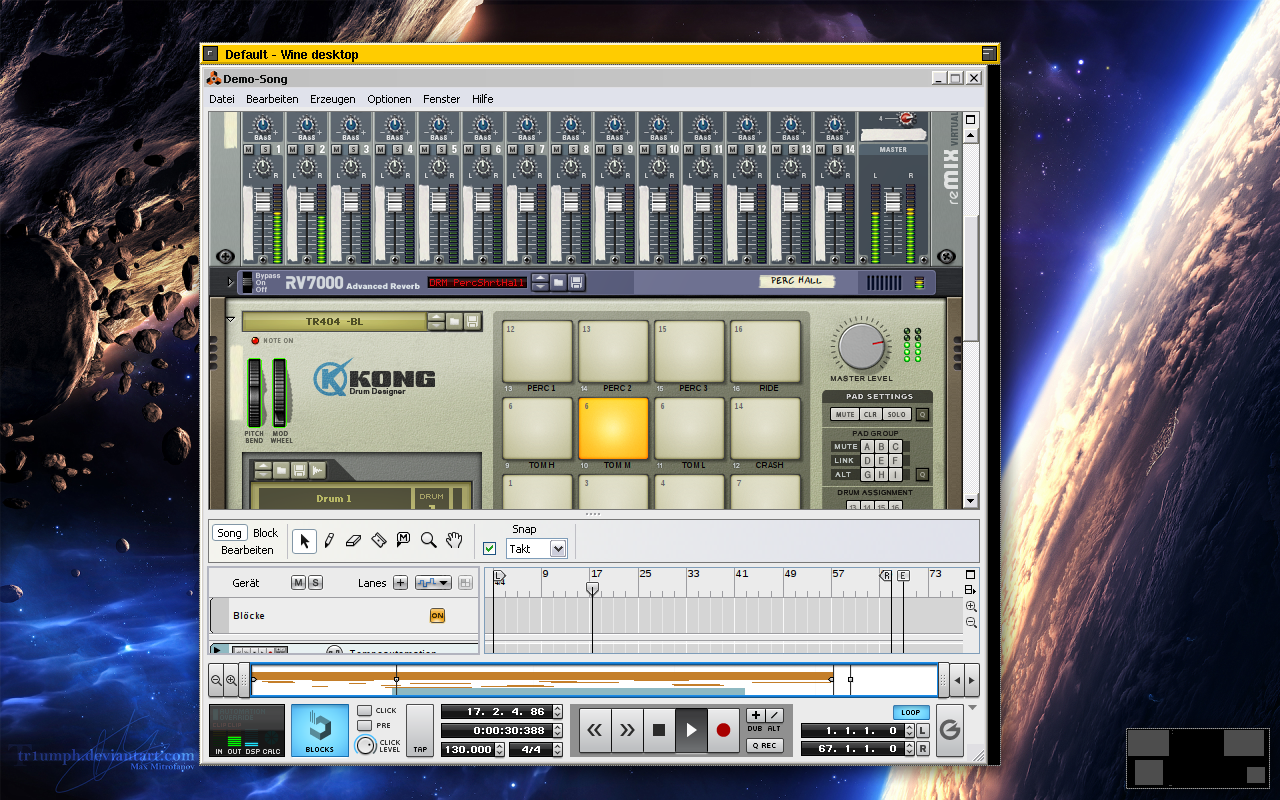 Default - Wine desktop
Demo-Song
Datei Bearbeiten Erzeugen Optionen Fenster Hilfe
BASS BASS BASS BASS BASS BASS BASS BASS BASS BASS BASS BASS BASS BASS
4
M S 1 M S 2 M S 3 M S 4 M S 5 M S 6 M S 7 M S 8 M S 9 M S 10 M S 11 M S 12 M S 13 M S 14
MASTER
L R L R L R L R L R L R L R L R L R L R L R L R L R L R L R
reMIX VIRTUAL
Bypass
On
Off
RV7000 Advanced Reverb
DRM PercShrtHall
PERC HALL
TR404 -BL
NOTE ON
KONG
Drum Designer
PITCH BEND
MOD WHEEL
12 13 15 16
13 PERC 1 14 PERC 2 15 PERC 3 16 RIDE
6 6 6 14
9 TOM H 10 TOM M 11 TOM L 12 CRASH
1 3 4 7
MASTER LEVEL
PAD SETTINGS
MUTE CLR SOLO Q
PAD GROUP
MUTE A B C
LINK D E F
ALT G H I Q
DRUM ASSIGNMENT
13 14 15 16
Drum 1
DRUM
Song Block
Bearbeiten
Snap
Takt
Gerät M S Lanes +
Blöcke ON
Tempoautomation
L 9 17 25 33 41 49 57 R E 73
4/4
IN OUT DSP CALC
BLOCKS
CLICK
PRE
CLICK LEVEL
TAP
17. 2. 4. 86
0:00:30:388
130.000 4/4
DUB ALT
Q REC
LOOP
1. 1. 1. 0 L
67. 1. 1. 0 R
tr1umph.deviantart.com
Max Mitrofanov